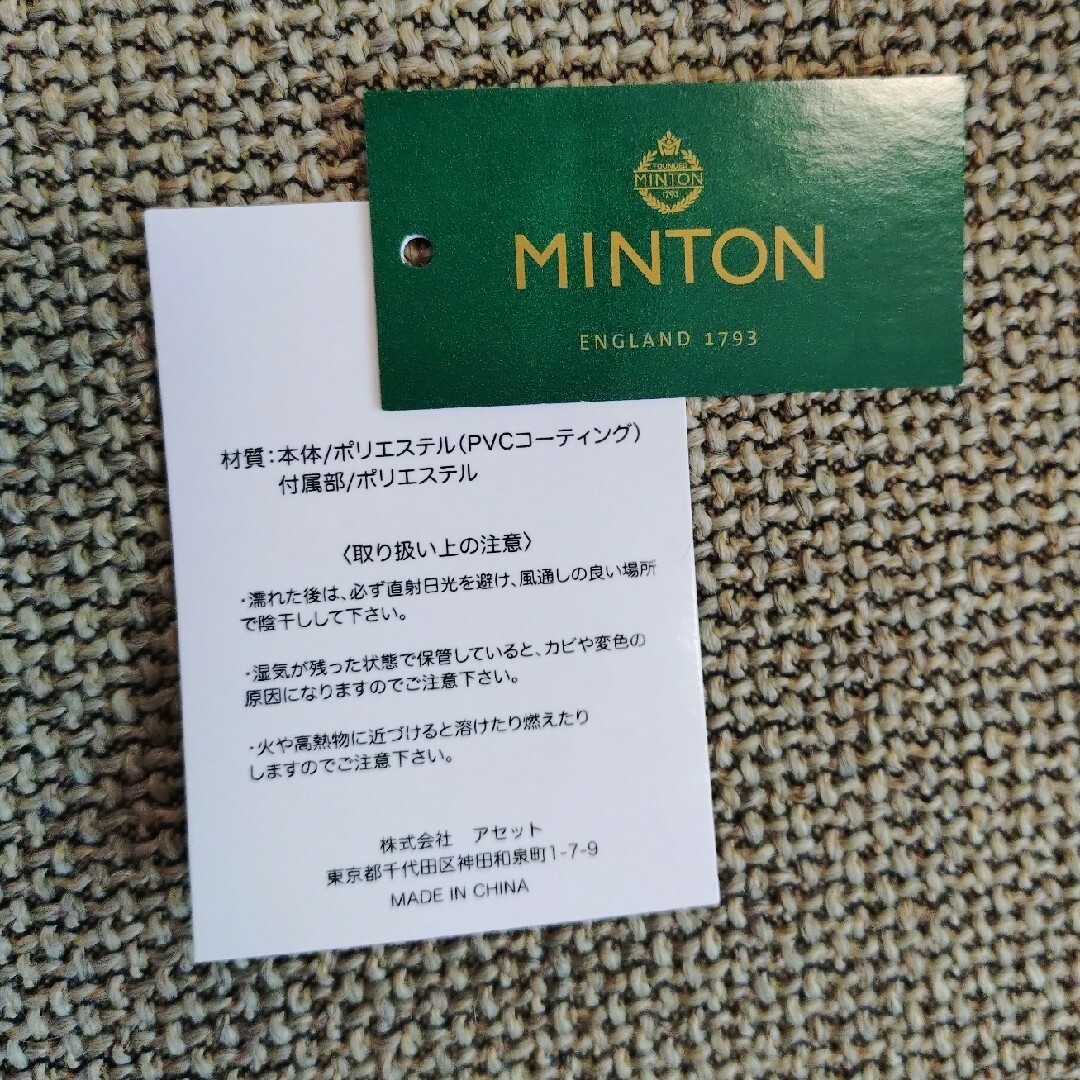 FOUNDED
MINTON
1793
MINTON
ENGLAND 1793
材質:本体/ポリエステル(PVCコーティング)
付属部/ポリエステル
〈取り扱い上の注意〉
・濡れた後は、必ず直射日光を避け、風通しの良い場所
で陰干しして下さい。
・湿気が残った状態で保管していると、カビや変色の
原因になりますのでご注意下さい。
・火や高熱物に近づけると溶けたり燃えたり
しますのでご注意下さい。
株式会社 アセット
東京都千代田区神田和泉町1-7-9
MADE IN CHINA